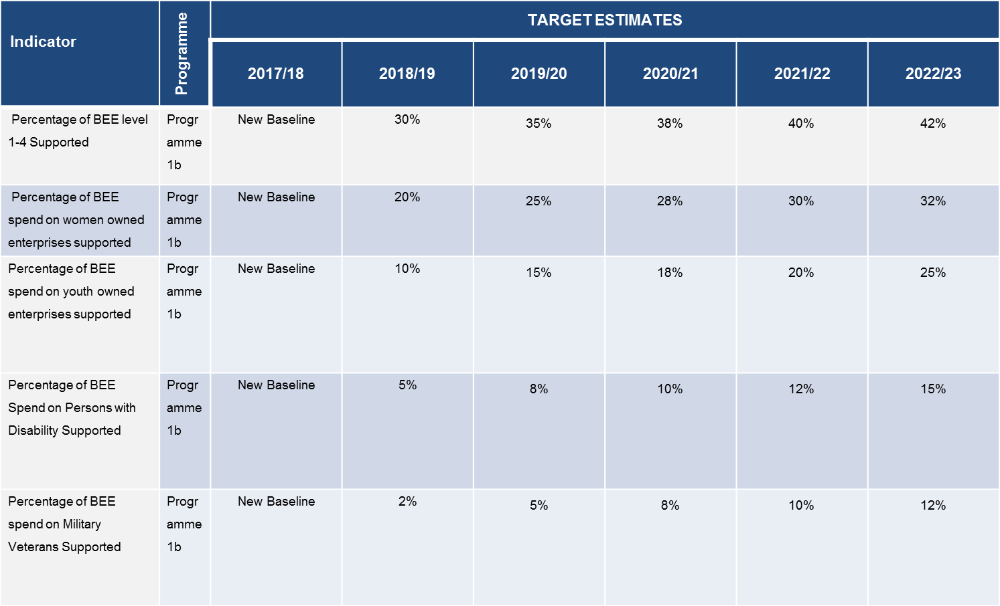 Indicator
Programme
TARGET ESTIMATES
2017/18 2018/19 2019/20 2020/21 2021/22 2022/23
Percentage of BEE level
1-4 Supported
Progr
amme
1b
New Baseline 30% 35% 38% 40% 42%
Percentage of BEE
spend on women owned
enterprises supported
Progr
amme
1b
New Baseline 20% 25% 28% 30% 32%
Percentage of BEE
spend on youth owned
enterprises supported
Progr
amme
1b
New Baseline 10% 15% 18% 20% 25%
Percentage of BEE
Spend on Persons with
Disability Supported
Progr
amme
1b
New Baseline 5% 8% 10% 12% 15%
Percentage of BEE
spend on Military
Veterans Supported
Progr
amme
1b
New Baseline 2% 5% 8% 10% 12%